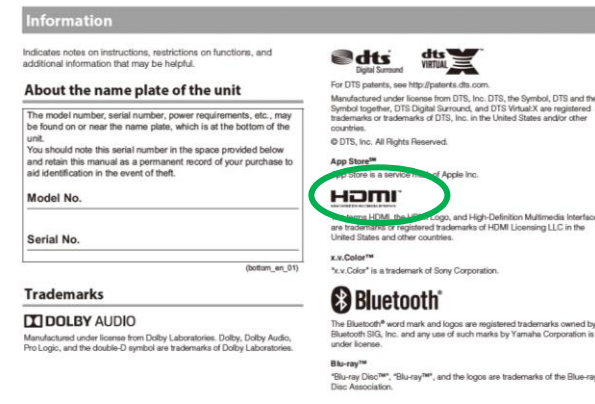 Information
Indicates notes on instructions, restrictions on functions, and
additional information that may be helpful.
About the name plate of the unit
The model number, serial number, power requirements, etc., may
be found on or near the name plate, which is at the bottom of the
unit.
You should note this serial number in the space provided below
and retain this manual as a permanent record of your purchase to
aid identification in the event of theft.
Model No.
Serial No.
(bottom_en_01)
Trademarks
DOLBY AUDIO
Manufactured under license from Dolby Laboratories. Dolby, Dolby Audio,
Pro Logic, and the double-D symbol are trademarks of Dolby Laboratories.
dts
Digital Surround
dts
VIRTUAL:X
For DTS patents, see http://patents.dts.com.
Manufactured under license from DTS, Inc. DTS, the Symbol, DTS and the
Symbol together, DTS Digital Surround, and DTS Virtual:X are registered
trademarks or trademarks of DTS, Inc. in the United States and/or other
countries.
© DTS, Inc. All Rights Reserved.
App Store℠
App Store is a service mark of Apple Inc.
HDMI™
terms HDMI, the HDMI Logo, and High-Definition Multimedia Interface
are trademarks or registered trademarks of HDMI Licensing LLC in the
United States and other countries.
x.v.Color™
"x.v.Color" is a trademark of Sony Corporation.
Bluetooth®
The Bluetooth® word mark and logos are registered trademarks owned by
Bluetooth SIG, Inc. and any use of such marks by Yamaha Corporation is
under license.
Blu-ray™
"Blu-ray Disc™", "Blu-ray™", and the logos are trademarks of the Blue-ray
Disc Association.